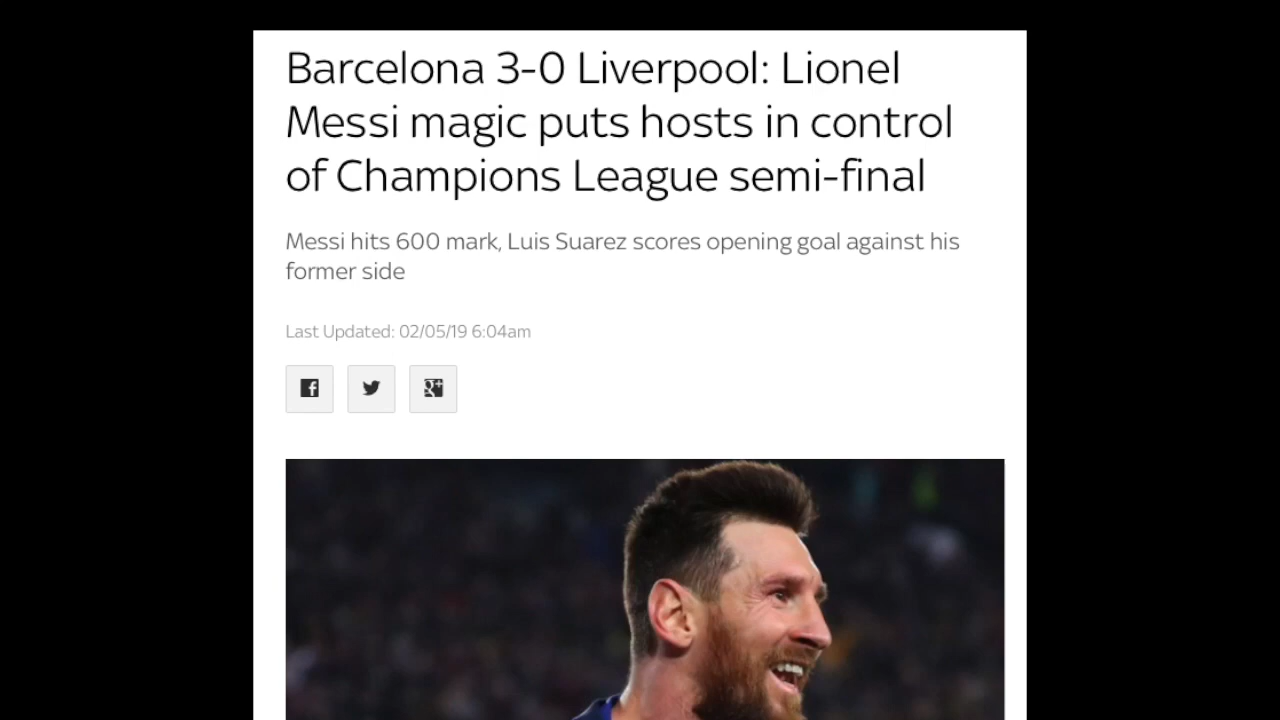 Barcelona 3-0 Liverpool: Lionel
Messi magic puts hosts in control
of Champions League semi-final
Messi hits 600 mark, Luis Suarez scores opening goal against his
former side
Last Updated: 02/05/19 6:04am